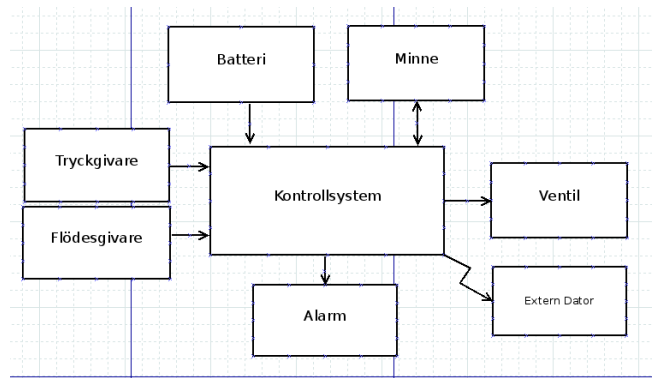 Batteri
Minne
Tryckgivare
Kontrollsystem
Ventil
Flödesgivare
Extern Dator
Alarm